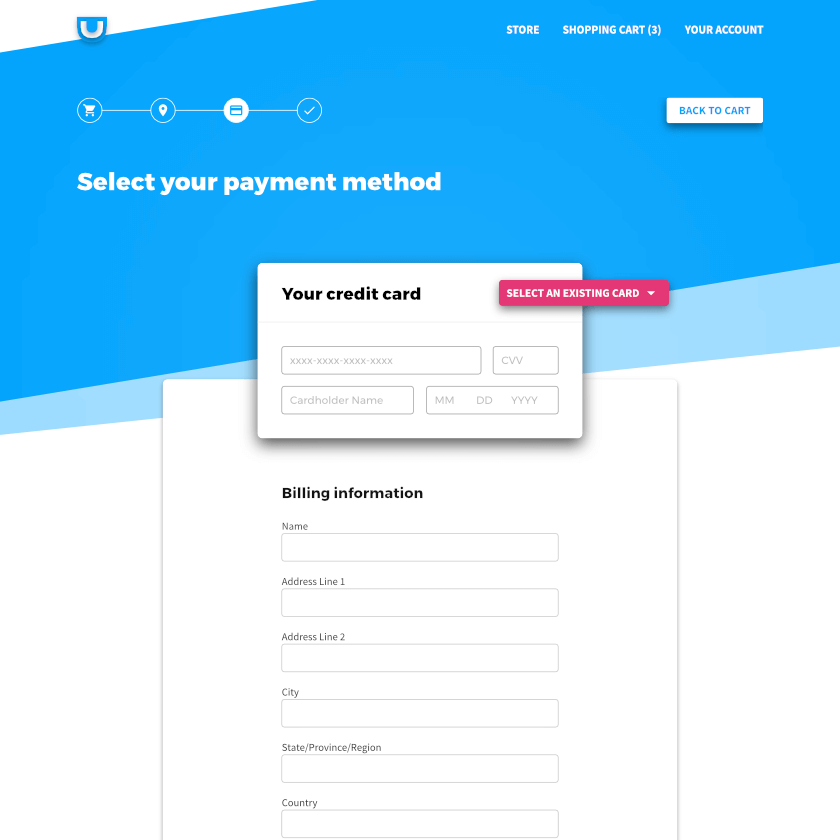 STORE SHOPPING CART (3) YOUR ACCOUNT
BACK TO CART
Select your payment method
Your credit card
SELECT AN EXISTING CARD
xxxx-xxxx-xxxx-xxxx CVV
Cardholder Name MM DD YYYY
Billing information
Name
Address Line 1
Address Line 2
City
State/Province/Region
Country